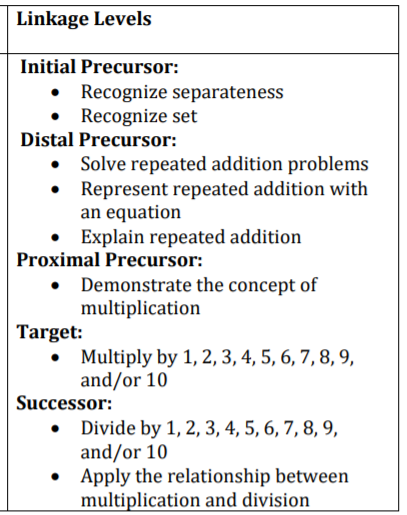 Linkage Levels
Initial Precursor:
• Recognize separateness
• Recognize set
Distal Precursor:
• Solve repeated addition problems
• Represent repeated addition with
an equation
• Explain repeated addition
Proximal Precursor:
• Demonstrate the concept of
multiplication
Target:
• Multiply by 1, 2, 3, 4, 5, 6, 7, 8, 9,
and/or 10
Successor:
• Divide by 1, 2, 3, 4, 5, 6, 7, 8, 9,
and/or 10
• Apply the relationship between
multiplication and division